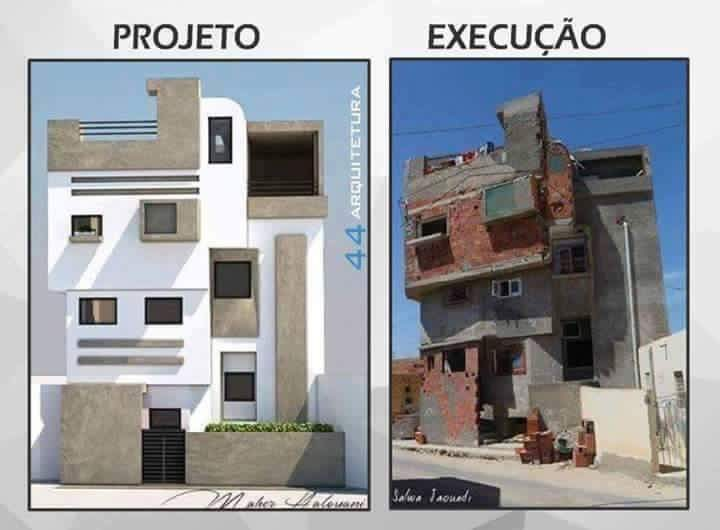 PROJETO
EXECUÇÃO
44 ARQUITETURA
Salwa Jaouadi